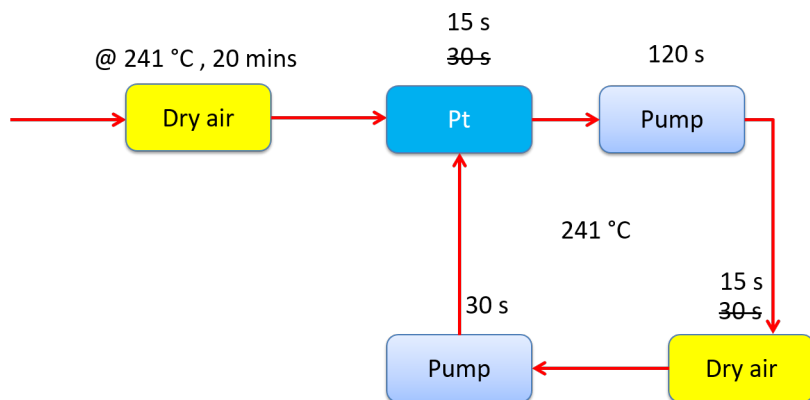 15 s
30 s
@ 241 °C , 20 mins
120 s
Dry air
Pt
Pump
241 °C
15 s
30 s
30 s
Pump
Dry air